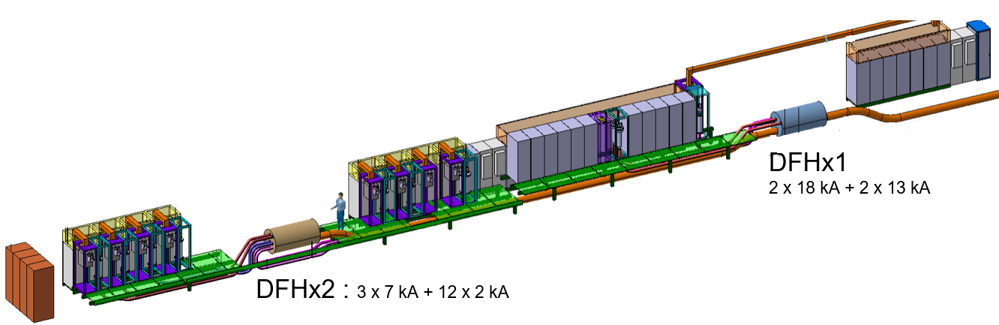 DFHx1
2 x 18 kA + 2 x 13 kA
DFHx2 : 3 x 7 kA + 12 x 2 kA